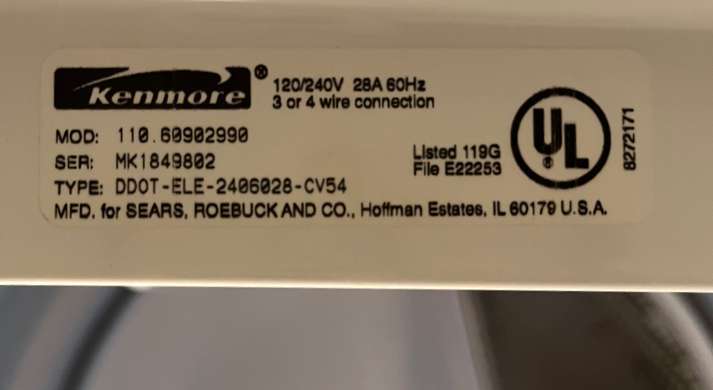 Kenmore®
120/240V 28A 60Hz
3 or 4 wire connection
MOD: 110.60902990
SER: MK1849802
TYPE: DDOT-ELE-2406028-CV54
Listed 119G
File E22253
UL®
8272171
MFD. for SEARS, ROEBUCK AND CO., Hoffman Estates, IL 60179 U.S.A.